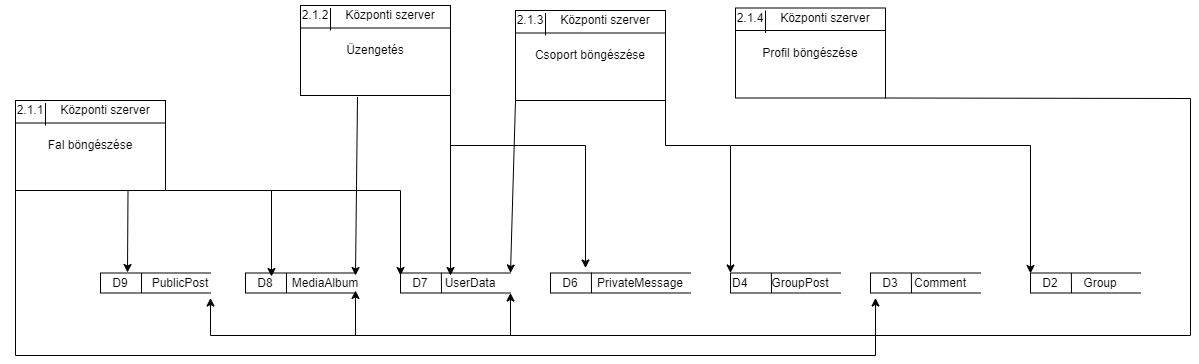 2.1.2 Központi szerver
Üzengetés
2.1.3 Központi szerver
Csoport böngészése
2.1.4 Központi szerver
Profil böngészése
2.1.1 Központi szerver
Fal böngészése
D9 PublicPost
D8 MediaAlbum
D7 UserData
D6 PrivateMessage
D4 GroupPost
D3 Comment
D2 Group